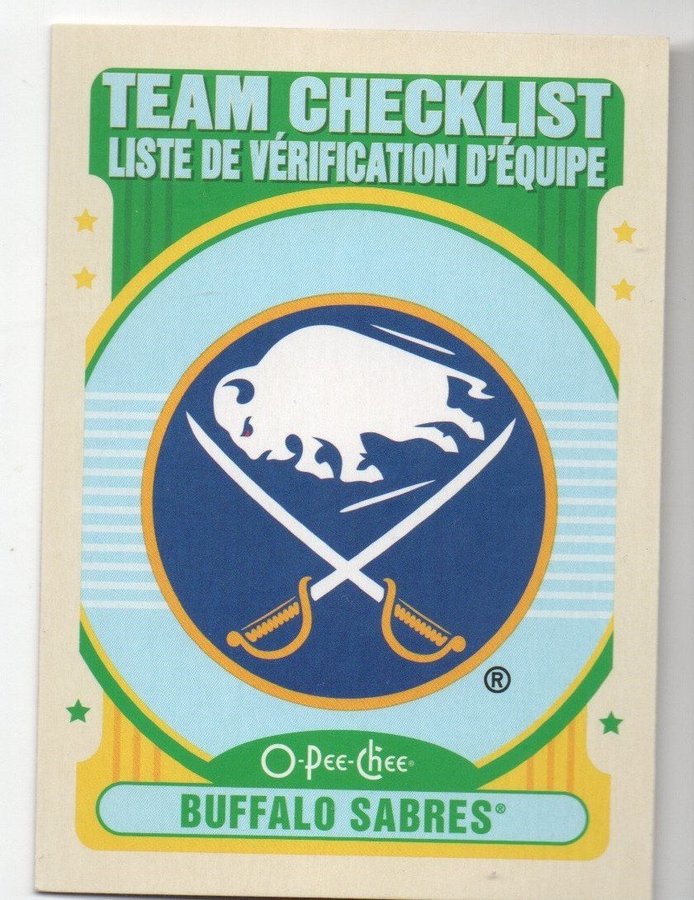 TEAM CHECKLIST
LISTE DE VÉRIFICATION D'ÉQUIPE
®
O-Pee-Chee®
BUFFALO SABRES®